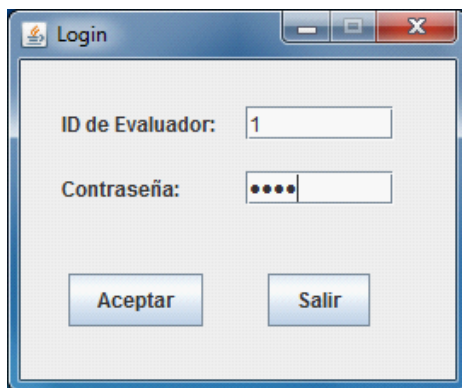 Login
ID de Evaluador: 1
Contraseña: ••••
Aceptar Salir